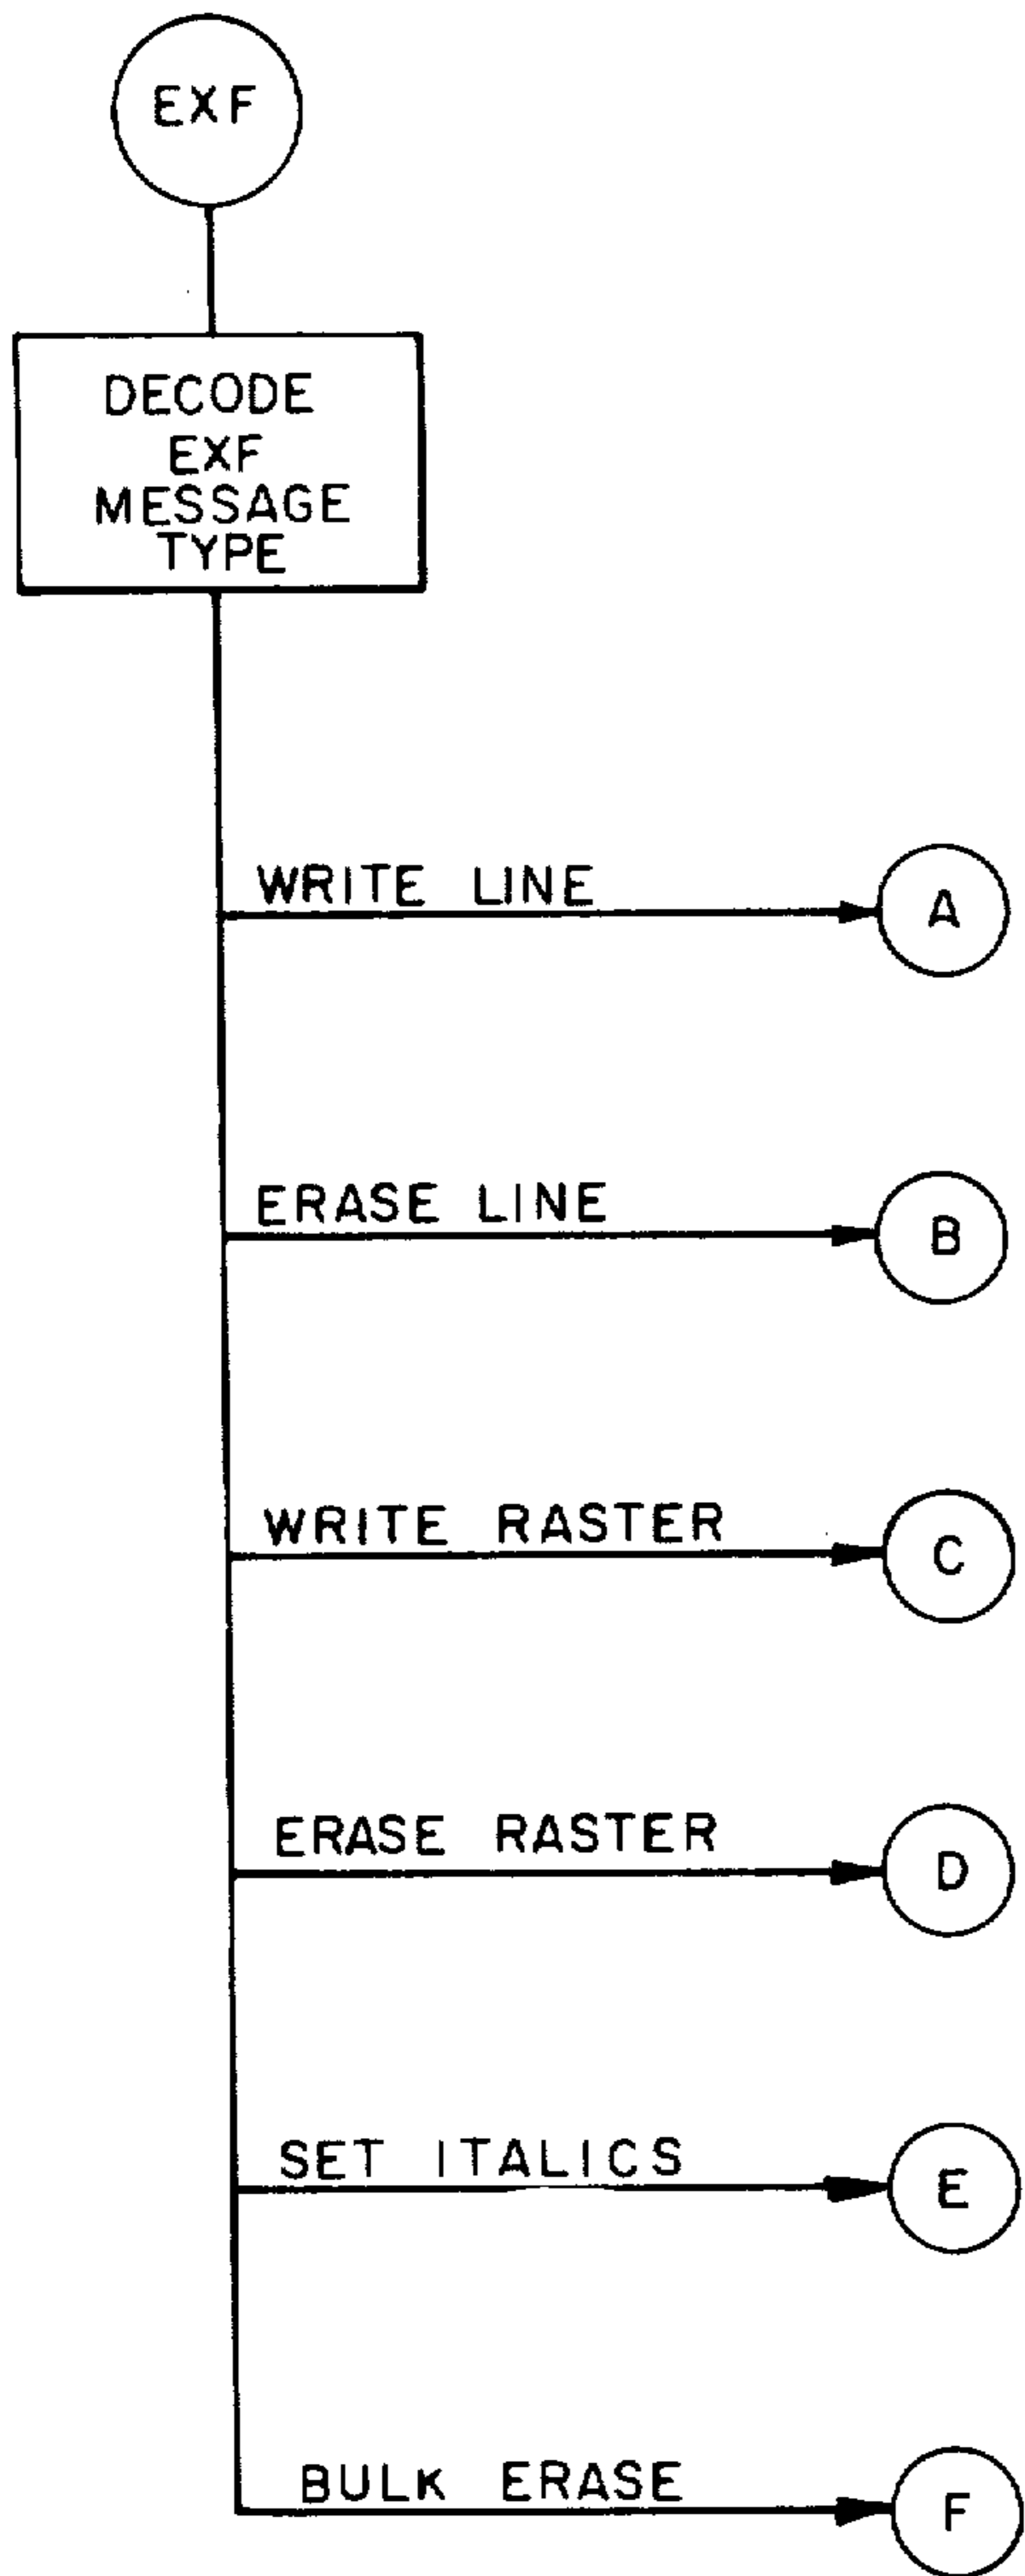 EXF
DECODE
EXF
MESSAGE
TYPE
WRITE LINE
A
ERASE LINE
B
WRITE RASTER
C
ERASE RASTER
D
SET ITALICS
E
BULK ERASE
F